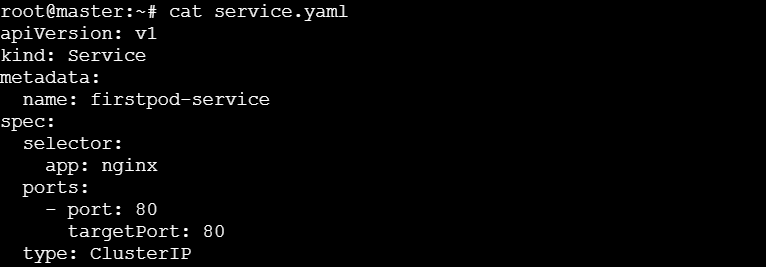 root@master:~# cat service.yaml
apiVersion: v1
kind: Service
metadata:
  name: firstpod-service
spec:
  selector:
    app: nginx
  ports:
    - port: 80
      targetPort: 80
  type: ClusterIP